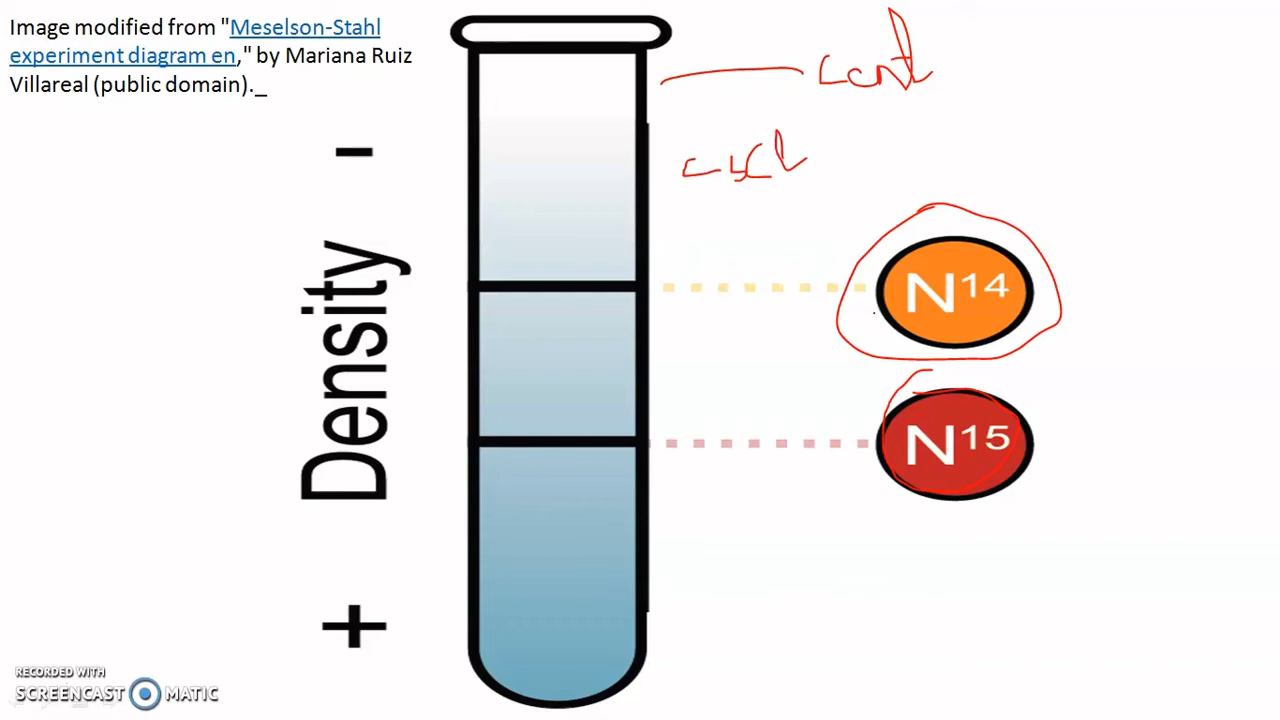 Image modified from "Meselson-Stahl
experiment diagram en," by Mariana Ruiz
Villareal (public domain)._
-
Density
+
N14
N15
RECORDED WITH
SCREENCAST MATIC